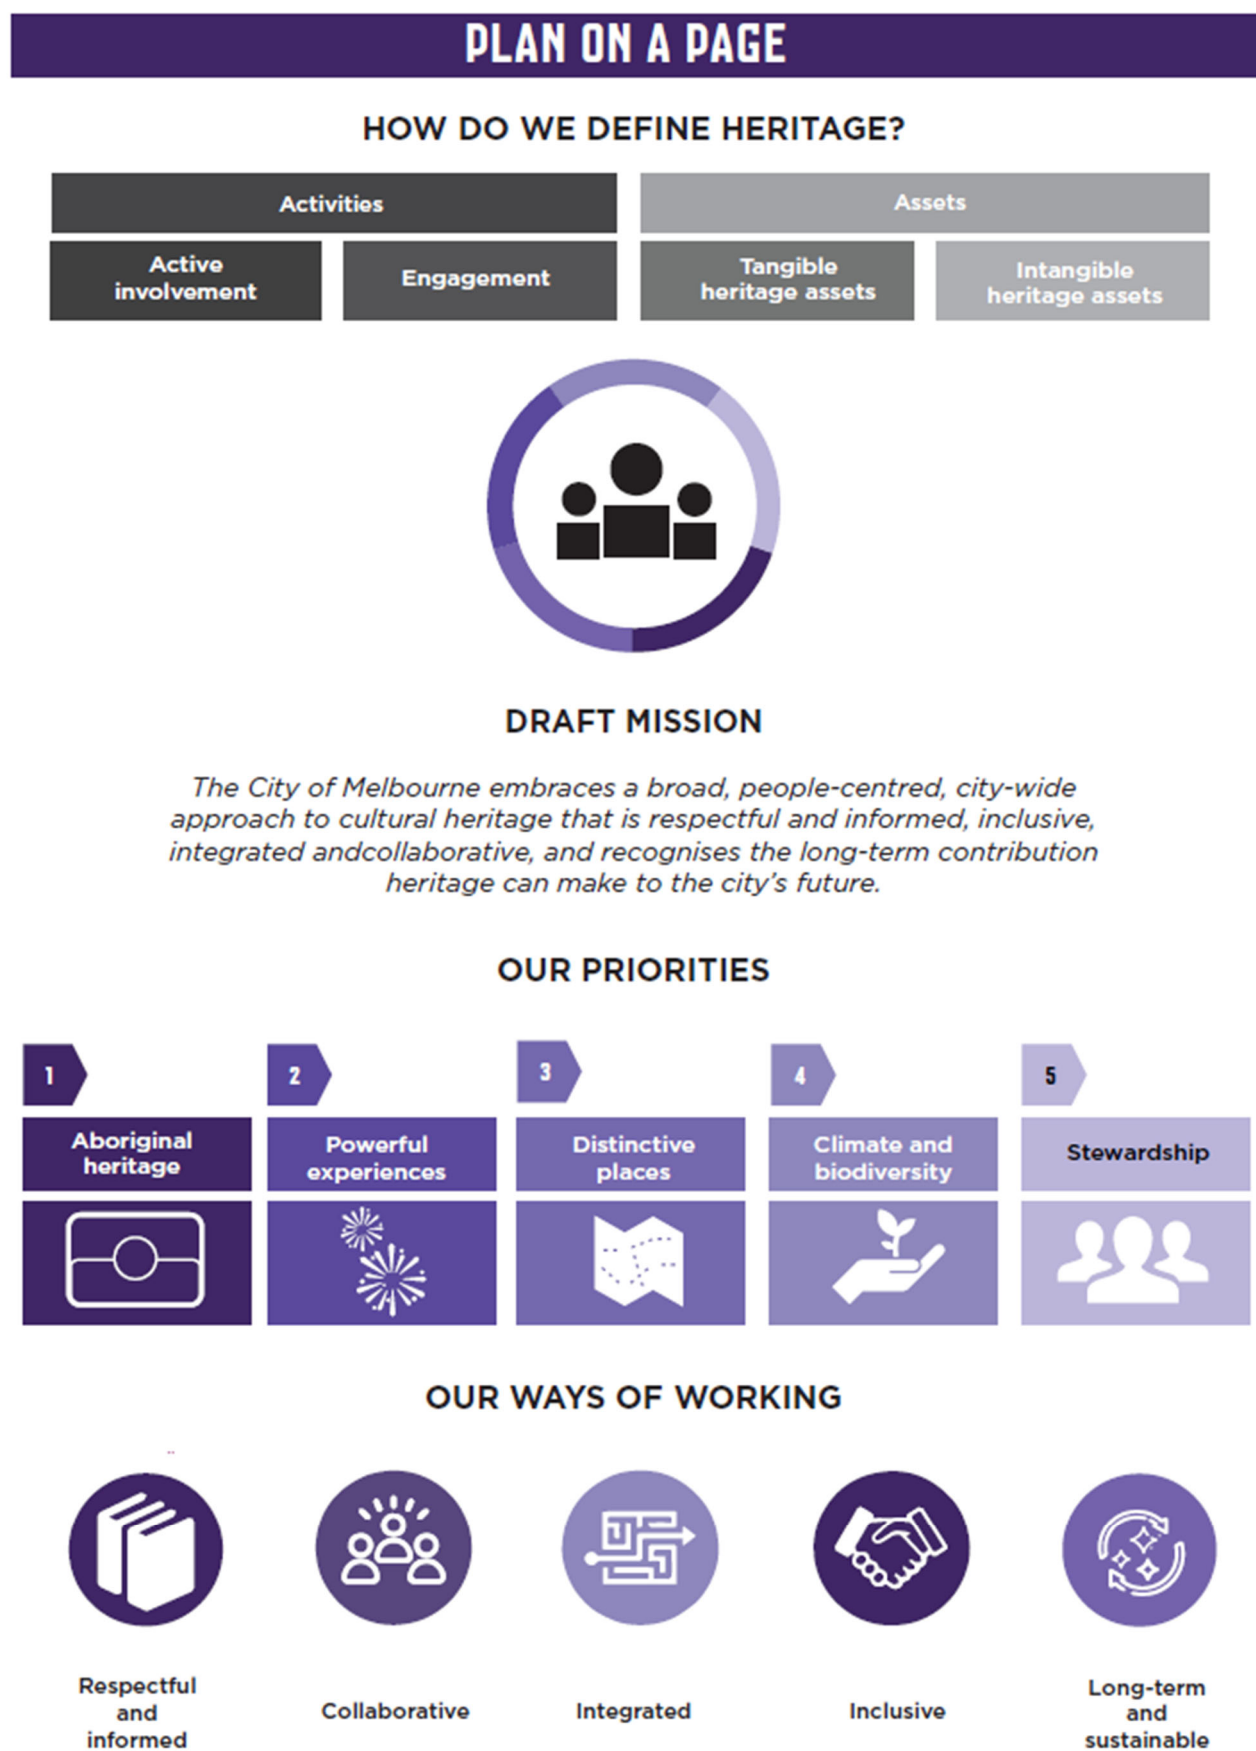 PLAN ON A PAGE
HOW DO WE DEFINE HERITAGE?
Activities
Assets
Active
involvement
Engagement
Tangible
heritage assets
Intangible
heritage assets
DRAFT MISSION
The City of Melbourne embraces a broad, people-centred, city-wide
approach to cultural heritage that is respectful and informed, inclusive,
integrated andcollaborative, and recognises the long-term contribution
heritage can make to the city's future.
OUR PRIORITIES
1
2
3
4
5
Aboriginal
heritage
Powerful
experiences
Distinctive
places
Climate and
biodiversity
Stewardship
OUR WAYS OF WORKING
Respectful
and
informed
Collaborative
Integrated
Inclusive
Long-term
and
sustainable